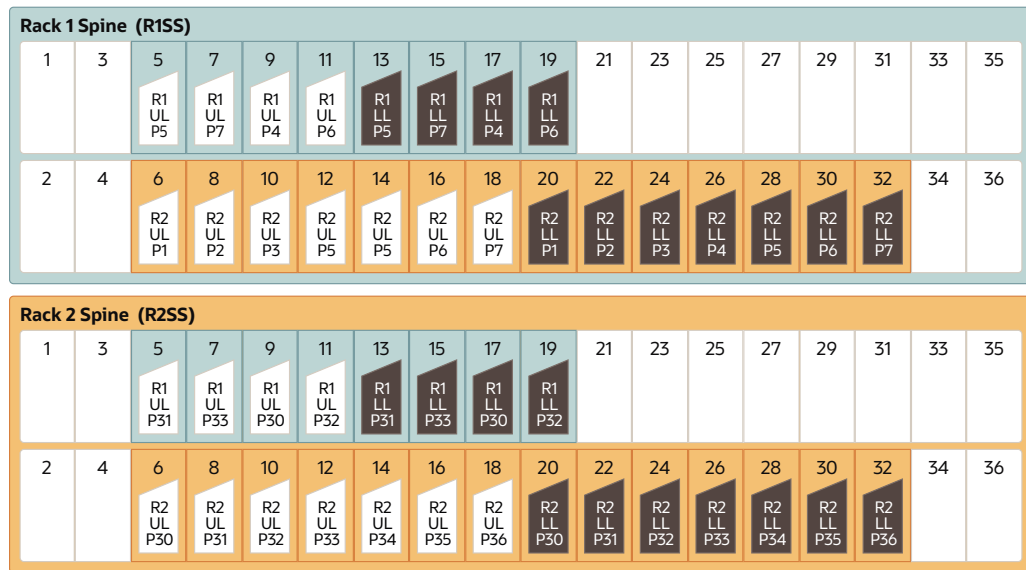 Rack 1 Spine (R1SS)
1 3 5 7 9 11 13 15 17 19 21 23 25 27 29 31 33 35
R1 R1 R1 R1 R1 R1 R1 R1
UL UL UL UL LL LL LL LL
P5 P7 P4 P6 P5 P7 P4 P6
2 4 6 8 10 12 14 16 18 20 22 24 26 28 30 32 34 36
R2 R2 R2 R2 R2 R2 R2 R2 R2 R2 R2 R2 R2 R2
UL UL UL UL UL UL UL LL LL LL LL LL LL LL
P1 P2 P3 P5 P5 P6 P7 P1 P2 P3 P4 P5 P6 P7
Rack 2 Spine (R2SS)
1 3 5 7 9 11 13 15 17 19 21 23 25 27 29 31 33 35
R1 R1 R1 R1 R1 R1 R1 R1
UL UL UL UL LL LL LL LL
P31 P33 P30 P32 P31 P33 P30 P32
2 4 6 8 10 12 14 16 18 20 22 24 26 28 30 32 34 36
R2 R2 R2 R2 R2 R2 R2 R2 R2 R2 R2 R2 R2 R2
UL UL UL UL UL UL UL LL LL LL LL LL LL LL
P30 P31 P32 P33 P34 P35 P36 P30 P31 P32 P33 P34 P35 P36